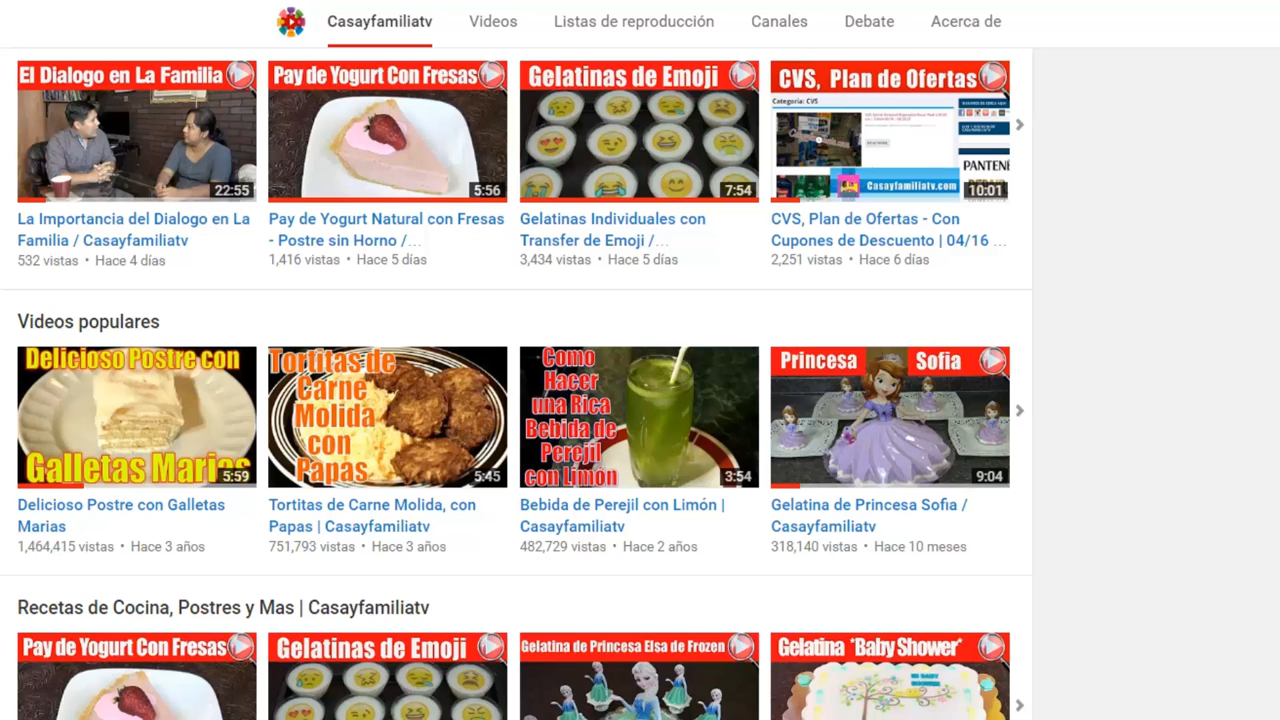 Casayfamiliatv Videos Listas de reproducción Canales Debate Acerca de
El Dialogo en La Familia
22:55
Pay de Yogurt Con Fresas
5:56
Gelatinas de Emoji
7:54
CVS, Plan de Ofertas
Categoría: CVS
PANTENE
Casayfamiliatv.com
10:01
La Importancia del Dialogo en La
Familia / Casayfamiliatv
532 vistas • Hace 4 días
Pay de Yogurt Natural con Fresas
- Postre sin Horno /...
1,416 vistas • Hace 5 días
Gelatinas Individuales con
Transfer de Emoji /...
3,434 vistas • Hace 5 días
CVS, Plan de Ofertas - Con
Cupones de Descuento | 04/16 ...
2,251 vistas • Hace 6 días
Videos populares
Delicioso Postre con
Galletas Marias
5:59
Tortitas de
Carne
Molida
con
Papas
5:45
Como
Hacer
una Rica
Bebida de
Perejil
con Limón
3:54
Princesa Sofia
9:04
Delicioso Postre con Galletas
Marias
1,464,415 vistas • Hace 3 años
Tortitas de Carne Molida, con
Papas | Casayfamiliatv
751,793 vistas • Hace 3 años
Bebida de Perejil con Limón |
Casayfamiliatv
482,729 vistas • Hace 2 años
Gelatina de Princesa Sofia /
Casayfamiliatv
318,140 vistas • Hace 10 meses
Recetas de Cocina, Postres y Mas | Casayfamiliatv
Pay de Yogurt Con Fresas
Gelatinas de Emoji
Gelatina de Princesa Elsa de Frozen
Gelatina "Baby Shower"